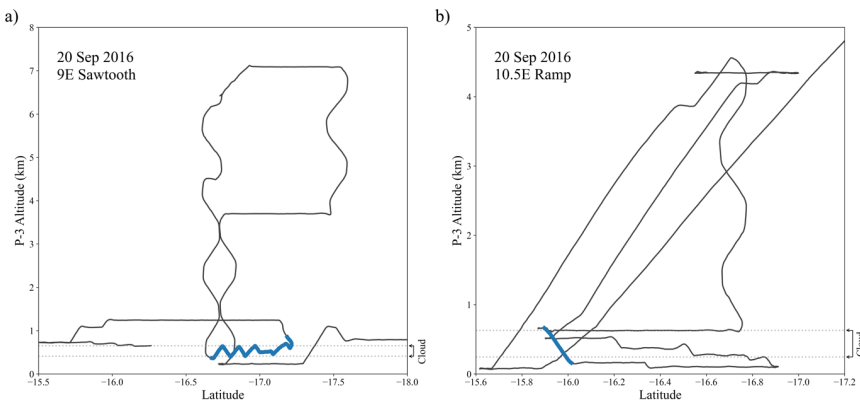 a)
20 Sep 2016
9E Sawtooth
P-3 Altitude (km)
8
7
6
5
4
3
2
1
0
−15.5
−16.0
−16.5
−17.0
−17.5
−18.0
Latitude
Cloud
b)
20 Sep 2016
10.5E Ramp
P-3 Altitude (km)
5
4
3
2
1
0
−15.6
−15.8
−16.0
−16.2
−16.4
−16.6
−16.8
−17.0
−17.2
Latitude
Cloud